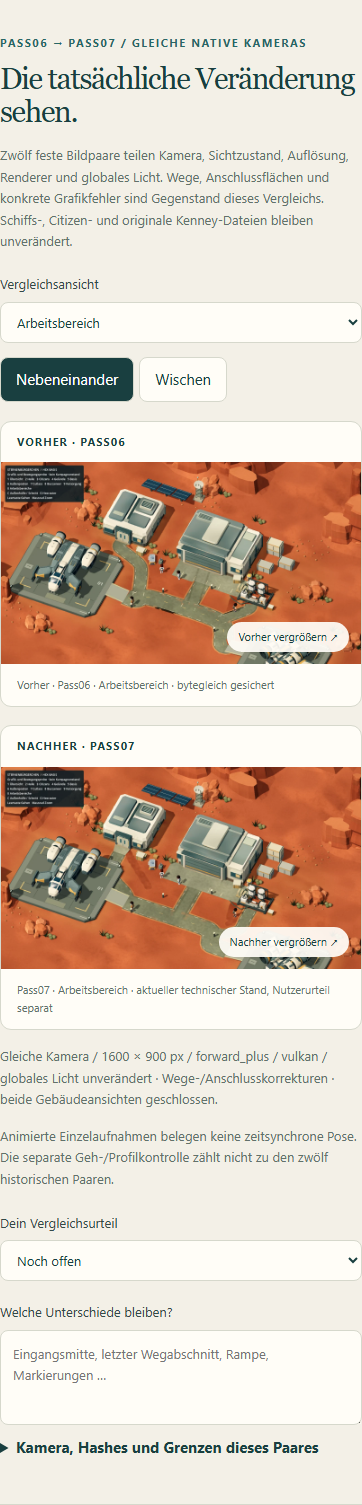 PASS06 → PASS07 / GLEICHE NATIVE KAMERAS
Die tatsächliche Veränderung
sehen.
Zwölf feste Bildpaare teilen Kamera, Sichtzustand, Auflösung,
Renderer und globales Licht. Wege, Anschlussflächen und
konkrete Grafikfehler sind Gegenstand dieses Vergleichs.
Schiffs-, Citizen- und originale Kenney-Dateien bleiben
unverändert.
Vergleichsansicht
Arbeitsbereich
Nebeneinander
Wischen
VORHER · PASS06
Vorher vergrößern ↗
Vorher · Pass06 · Arbeitsbereich · bytegleich gesichert
NACHHER · PASS07
Nachher vergrößern ↗
Pass07 · Arbeitsbereich · aktueller technischer Stand, Nutzerurteil
separat
Gleiche Kamera / 1600 × 900 px / forward_plus / vulkan /
globales Licht unverändert · Wege-/Anschlusskorrekturen ·
beide Gebäudeansichten geschlossen.
Animierte Einzelaufnahmen belegen keine zeitsynchrone Pose.
Die separate Geh-/Profilkontrolle zählt nicht zu den zwölf
historischen Paaren.
Dein Vergleichsurteil
Noch offen
Welche Unterschiede bleiben?
Eingangsmitte, letzter Wegabschnitt, Rampe,
Markierungen ...
Kamera, Hashes und Grenzen dieses Paares